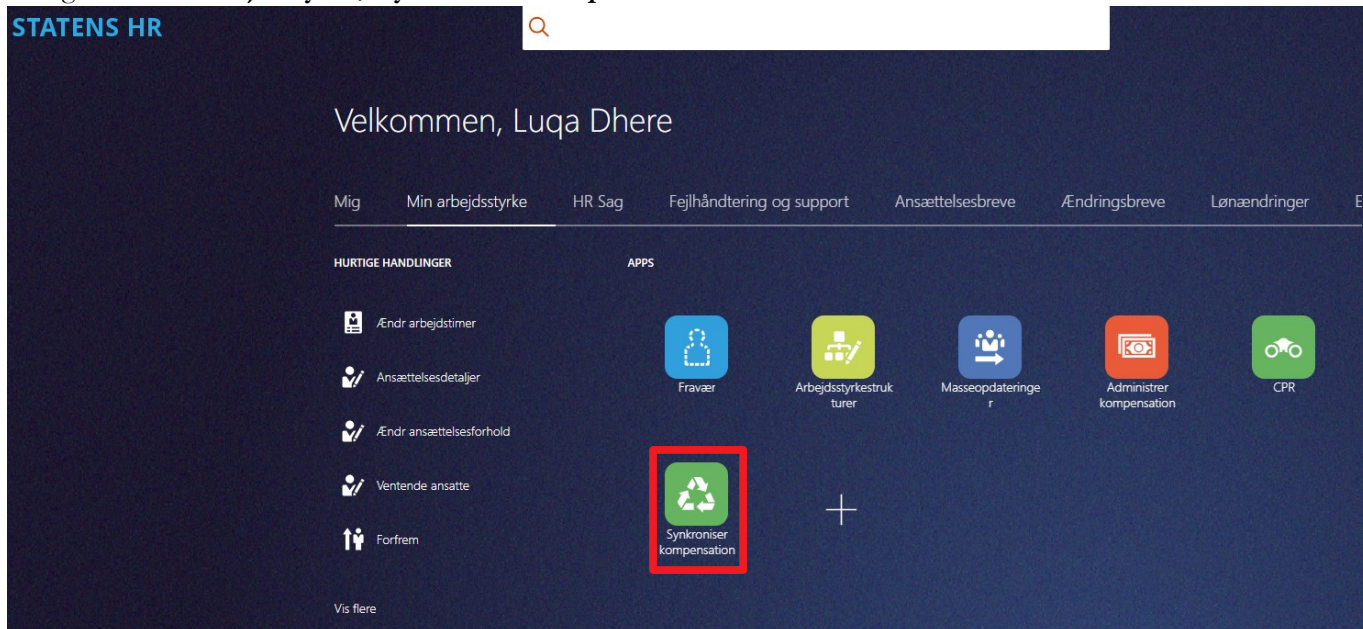 STATENS HR
Velkommen, Luqa Dhere
Mig Min arbejdsstyrke HR Sag Fejlhåndtering og support Ansættelsesbreve Ændringsbreve Lønændringer E
HURTIGE HANDLINGER
APPS
Ændr arbejdstimer
Ansættelsesdetaljer
Ændr ansættelsesforhold
Ventende ansatte
Forfrem
Vis flere
Fravær
Arbejdsstyrkestruk
turer
Masseopdateringe
r
Administrer
kompensation
CPR
Synkroniser
kompensation